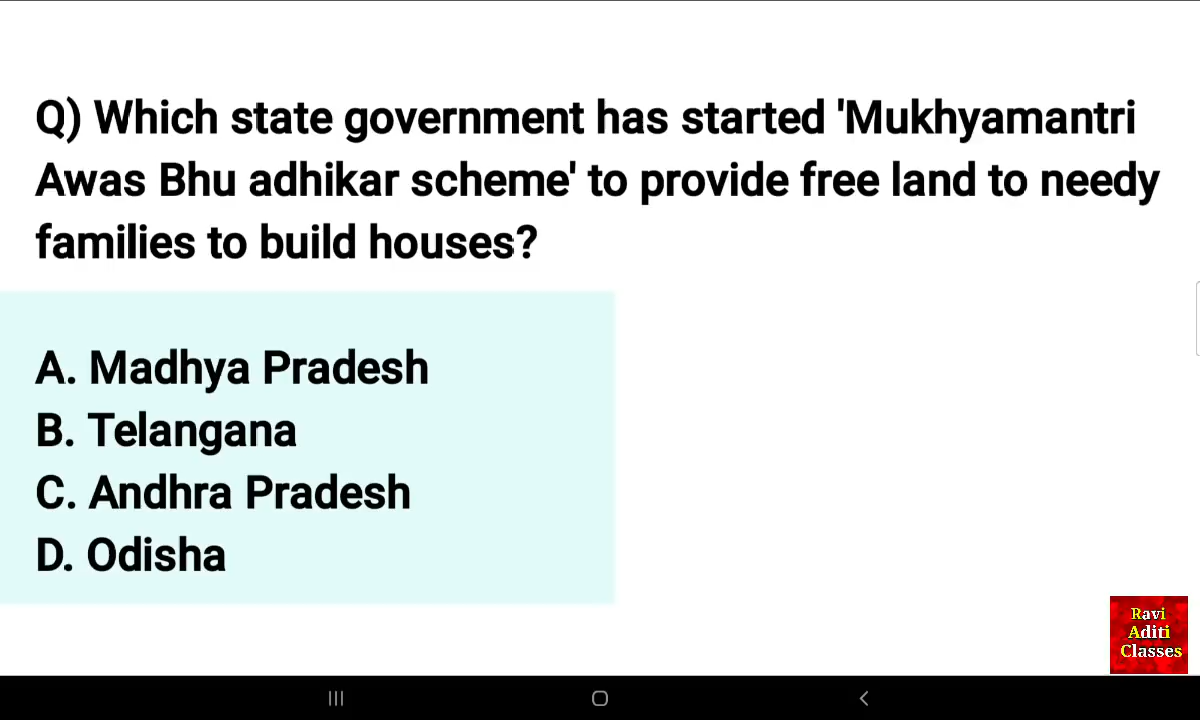 Q) Which state government has started 'Mukhyamantri
Awas Bhu adhikar scheme' to provide free land to needy
families to build houses?
A. Madhya Pradesh
B. Telangana
C. Andhra Pradesh
D. Odisha
Ravi
Aditi
Classes